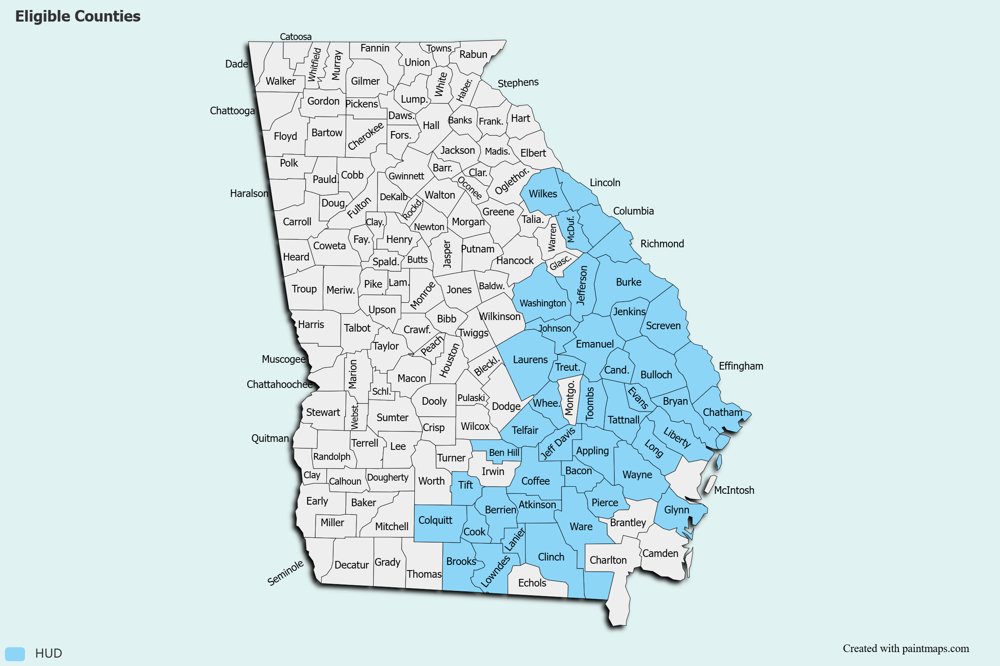 Eligible Counties
Catoosa
Fannin
Towns
Rabun
Dade
Whitfield
Murray
Union
Walker
Gilmer
White
Haber.
Stephens
Chattooga
Gordon
Pickens
Lump.
Daws.
Hall
Banks
Frank.
Hart
Floyd
Bartow
Cherokee
Fors.
Jackson
Madis.
Elbert
Polk
Pauld.
Cobb
Gwinnett
Barr.
Clar.
Oconee
Oglethor.
Lincoln
Haralson
Doug.
Fulton
DeKalb
Rockd.
Walton
Wilkes
Columbia
Carroll
Clay.
Newton
Morgan
Greene
Talia.
Warren
McDuf.
Richmond
Heard
Coweta
Fay.
Henry
Spald.
Butts
Jasper
Putnam
Hancock
Glasc.
Troup
Meriw.
Pike
Lam.
Monroe
Jones
Baldw.
Washington
Jefferson
Burke
Harris
Talbot
Upson
Crawf.
Bibb
Twiggs
Wilkinson
Johnson
Jenkins
Screven
Muscogee
Taylor
Peach
Houston
Bleckl.
Laurens
Emanuel
Effingham
Chattahoochee
Marion
Schl.
Macon
Treut.
Cand.
Bulloch
Stewart
Webst.
Sumter
Dooly
Pulaski
Dodge
Whee.
Montgo.
Toombs
Evans
Bryan
Chatham
Quitman
Crisp
Wilcox
Telfair
Tattnall
Liberty
Randolph
Terrell
Lee
Turner
Ben Hill
Jeff Davis
Appling
Long
Clay
Calhoun
Dougherty
Worth
Tift
Irwin
Coffee
Bacon
Wayne
McIntosh
Early
Baker
Miller
Mitchell
Colquitt
Cook
Berrien
Atkinson
Pierce
Ware
Brantley
Glynn
Seminole
Decatur
Grady
Thomas
Brooks
Lowndes
Lanier
Clinch
Echols
Charlton
Camden
HUD
Created with paintmaps.com